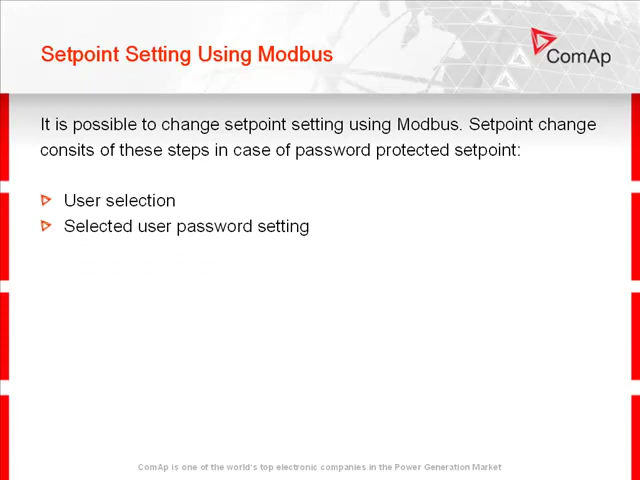 Setpoint Setting Using Modbus
ComAp
It is possible to change setpoint setting using Modbus. Setpoint change
consits of these steps in case of password protected setpoint:
User selection
Selected user password setting
ComAp is one of the world's top electronic companies in the Power Generation Market